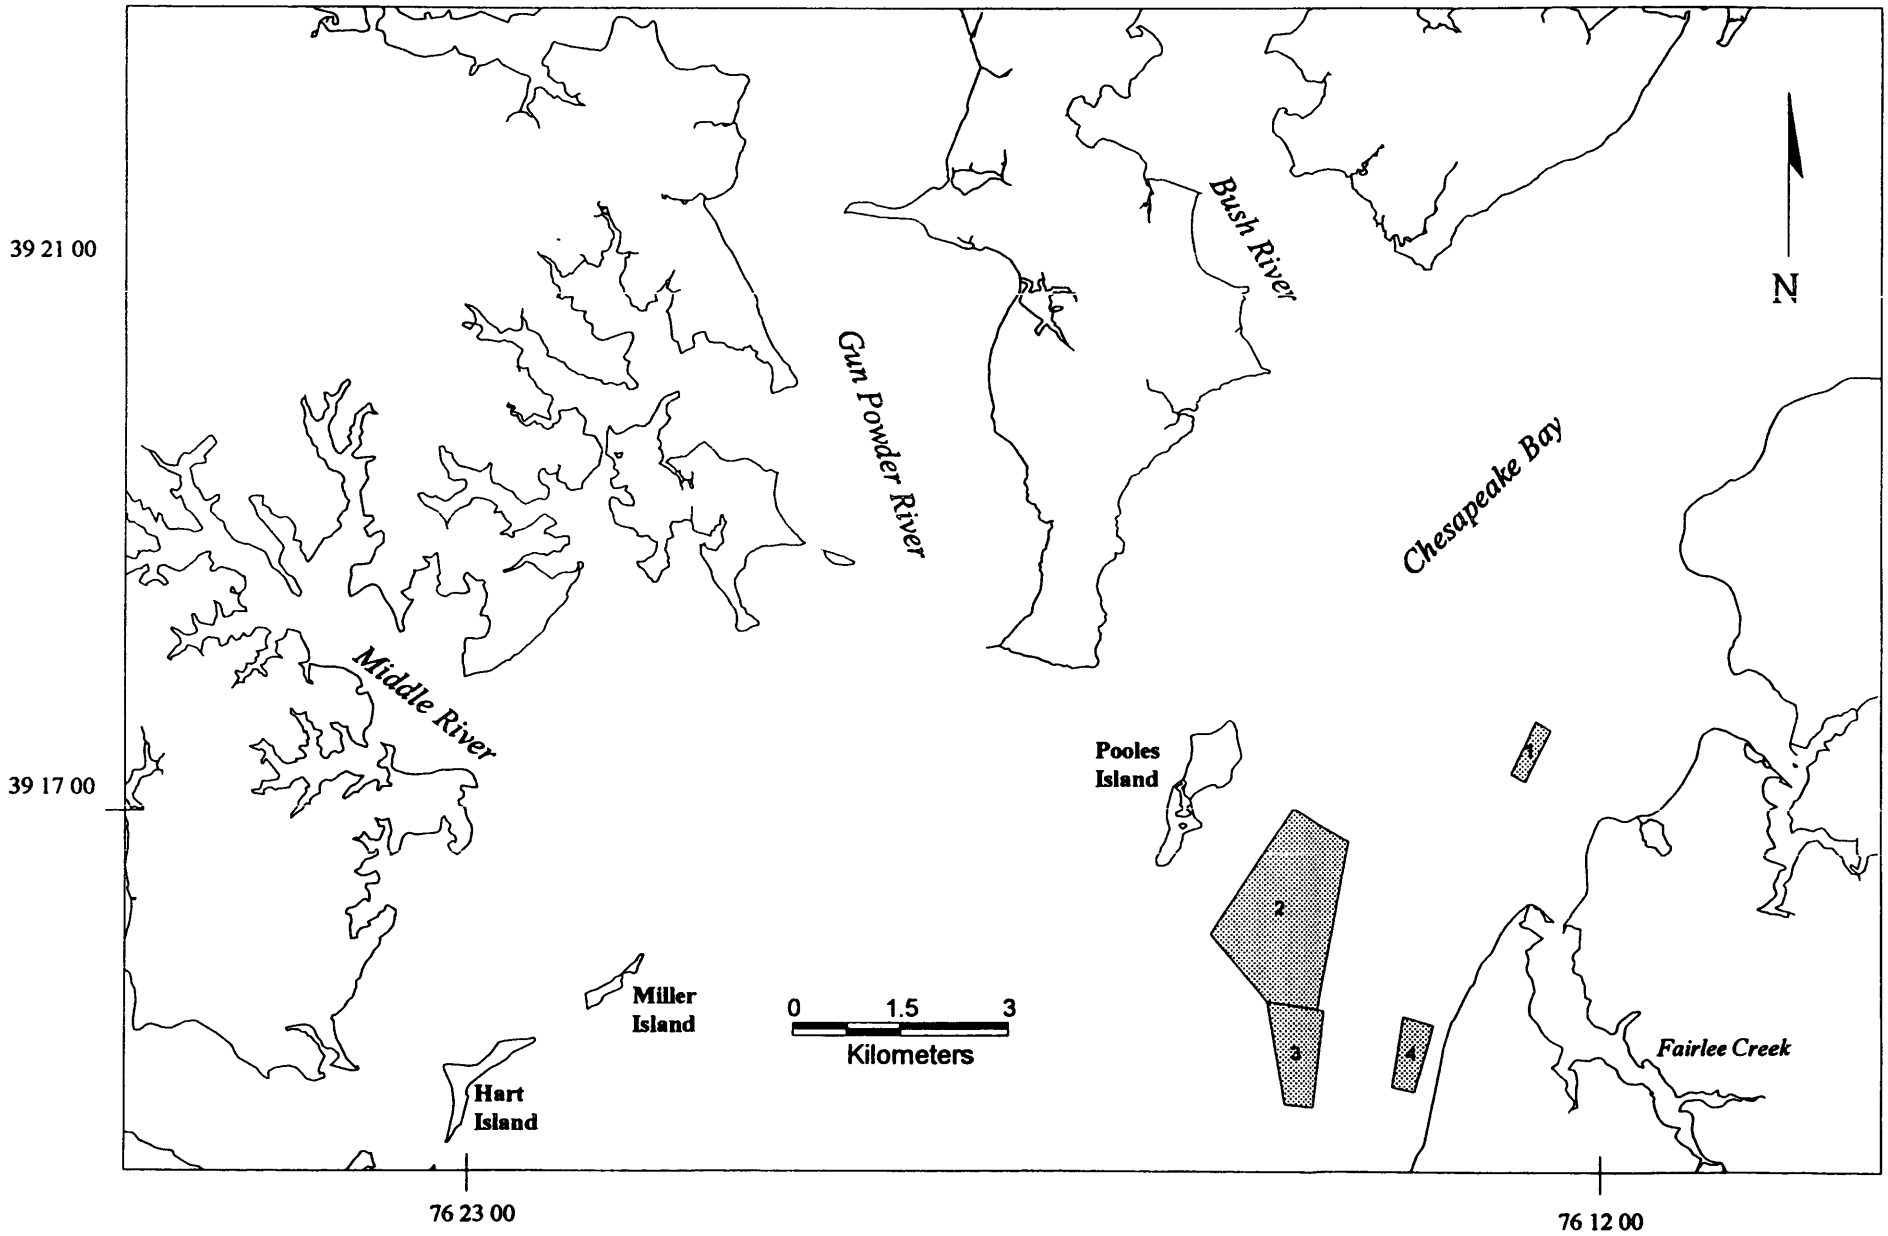 39 21 00
Bush River
N
Gun Powder River
Chesapeake Bay
Middle River
39 17 00
Pooles
Island
1
2
Miller
Island
0 1.5 3
Kilometers
3
4
Fairlee Creek
Hart
Island
76 23 00
76 12 00